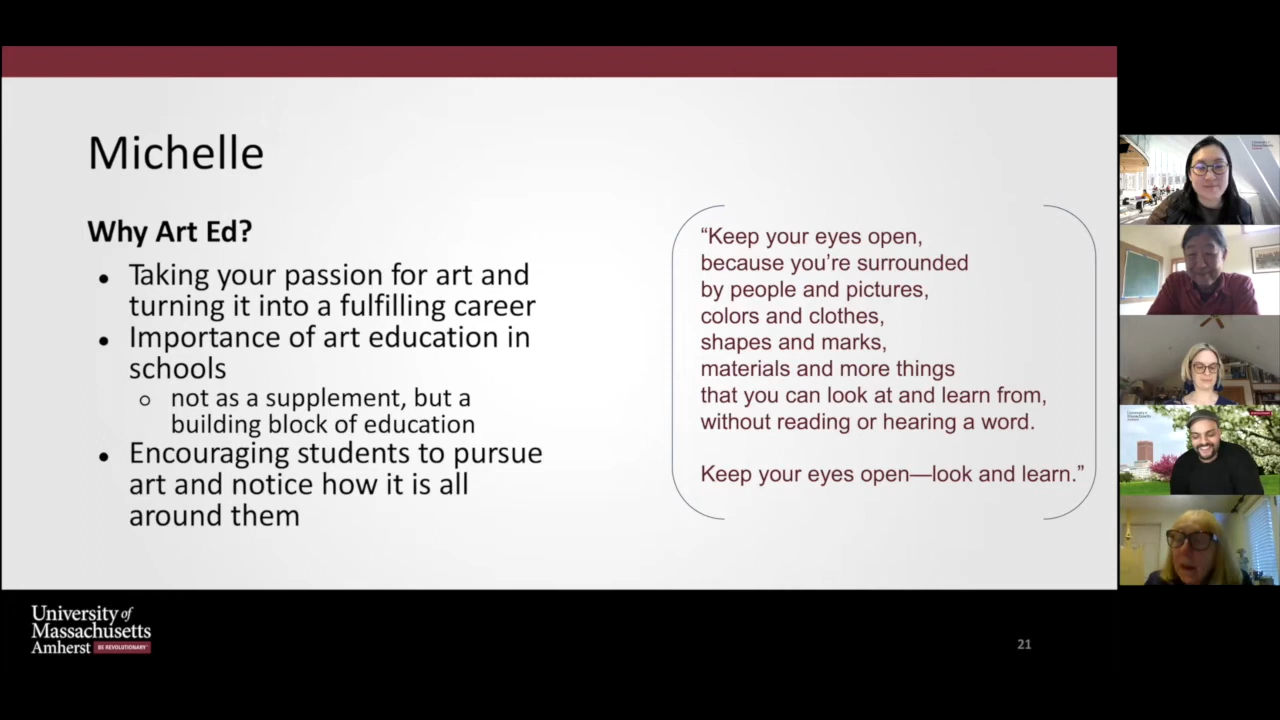 Michelle
Why Art Ed?
● Taking your passion for art and
turning it into a fulfilling career
● Importance of art education in
schools
○ not as a supplement, but a
building block of education
● Encouraging students to pursue
art and notice how it is all
around them
“Keep your eyes open,
because you’re surrounded
by people and pictures,
colors and clothes,
shapes and marks,
materials and more things
that you can look at and learn from,
without reading or hearing a word.
Keep your eyes open—look and learn.”
University of
Massachusetts
Amherst BE REVOLUTIONARY™
21